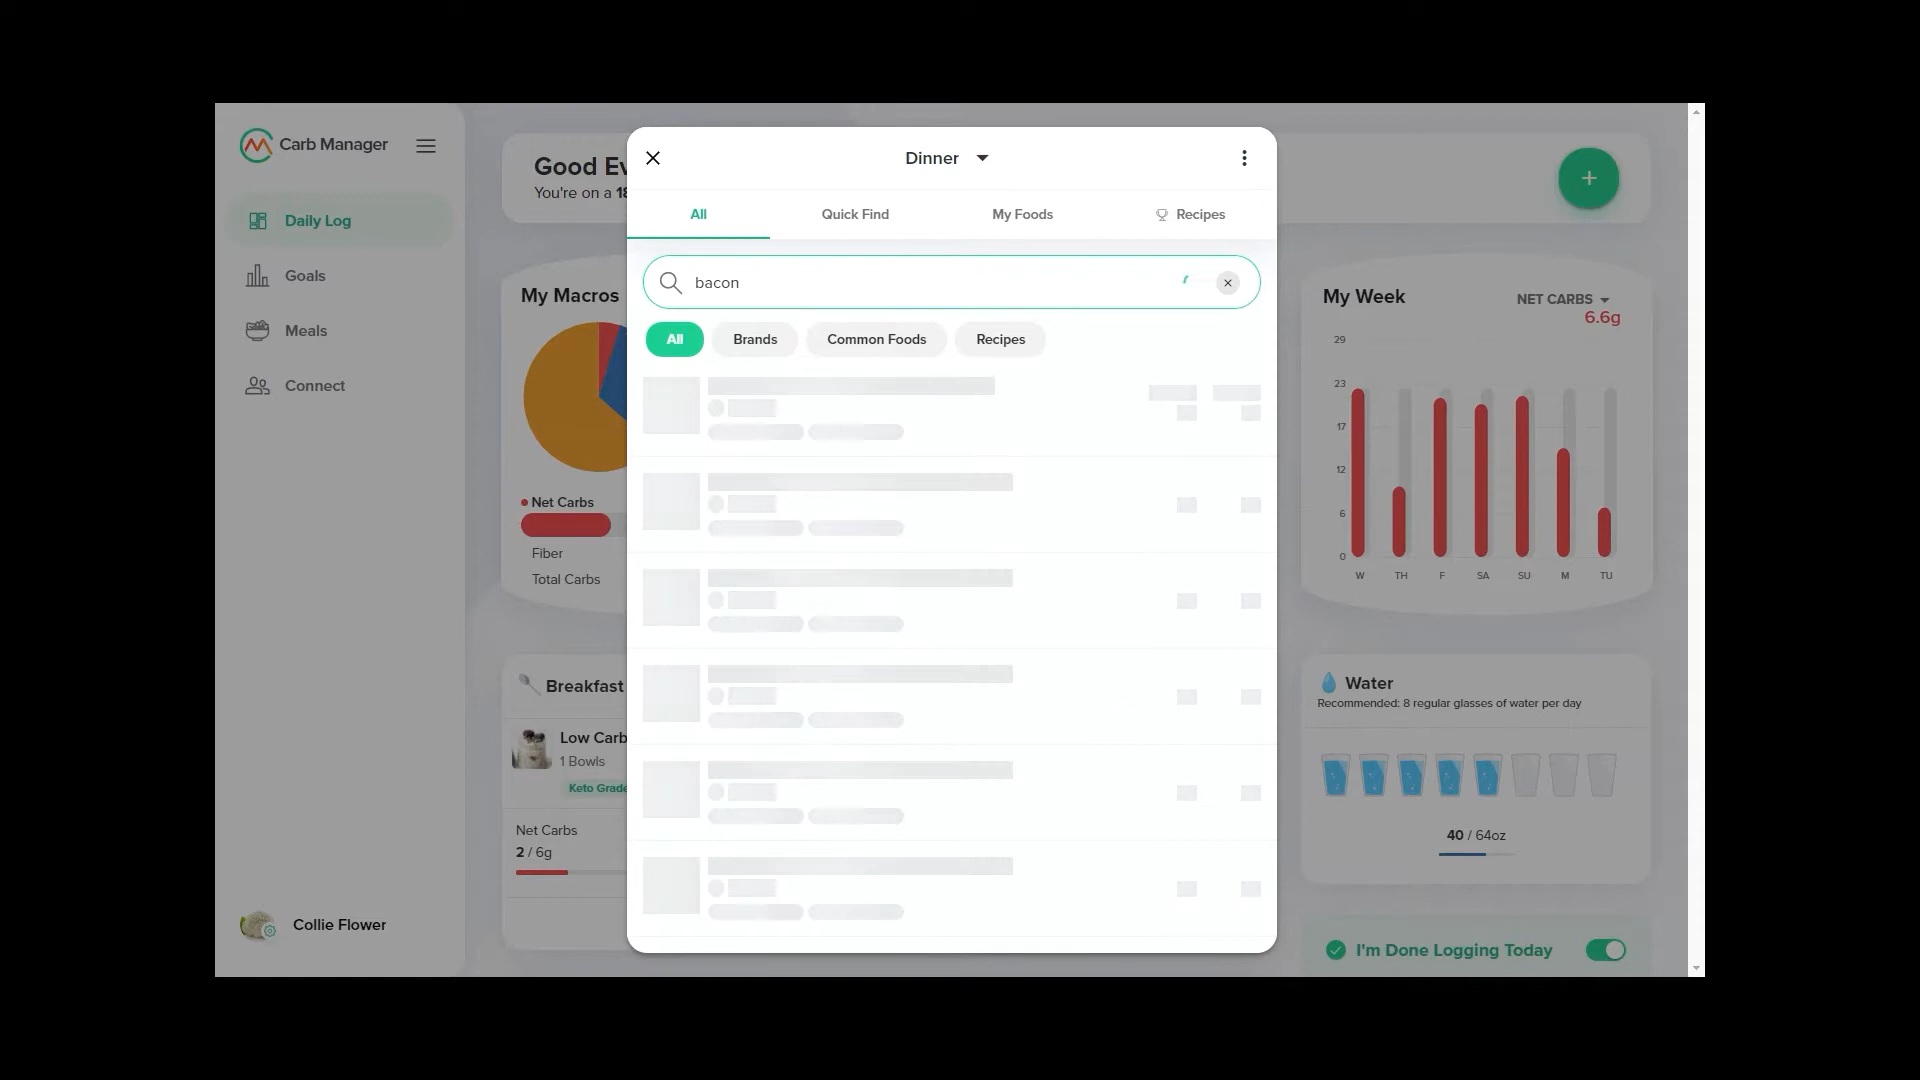 Carb Manager
Daily Log
Goals
Meals
Connect
Collie Flower
Good Ev
You're on a 18
+
My Macros
Net Carbs
Fiber
Total Carbs
Breakfast
Low Carb
1 Bowls
Keto Grade
Net Carbs
2 / 6g
Dinner
All
Quick Find
My Foods
Recipes
bacon
All
Brands
Common Foods
Recipes
My Week
NET CARBS
6.6g
29
23
17
12
6
0
W TH F SA SU M TU
Water
Recommended: 8 regular glasses of water per day
40 / 64oz
I'm Done Logging Today